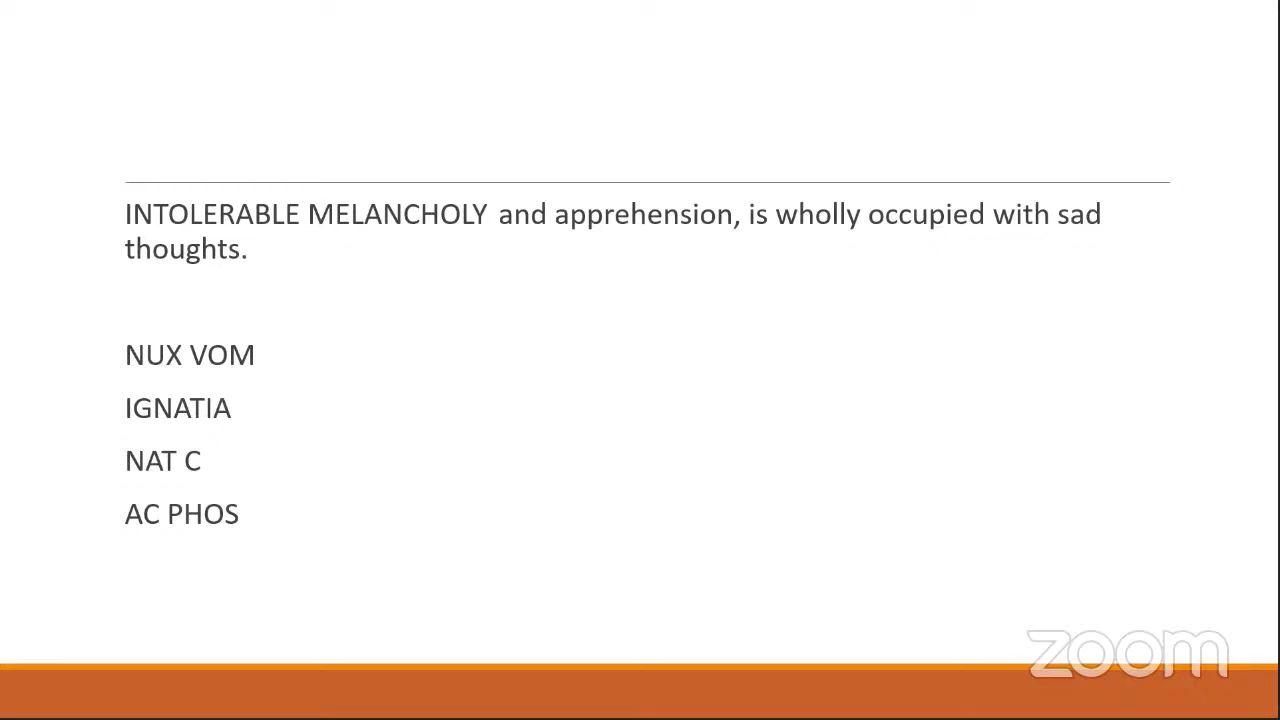 INTOLERABLE MELANCHOLY and apprehension, is wholly occupied with sad
thoughts.
NUX VOM
IGNATIA
NAT C
AC PHOS
zoom